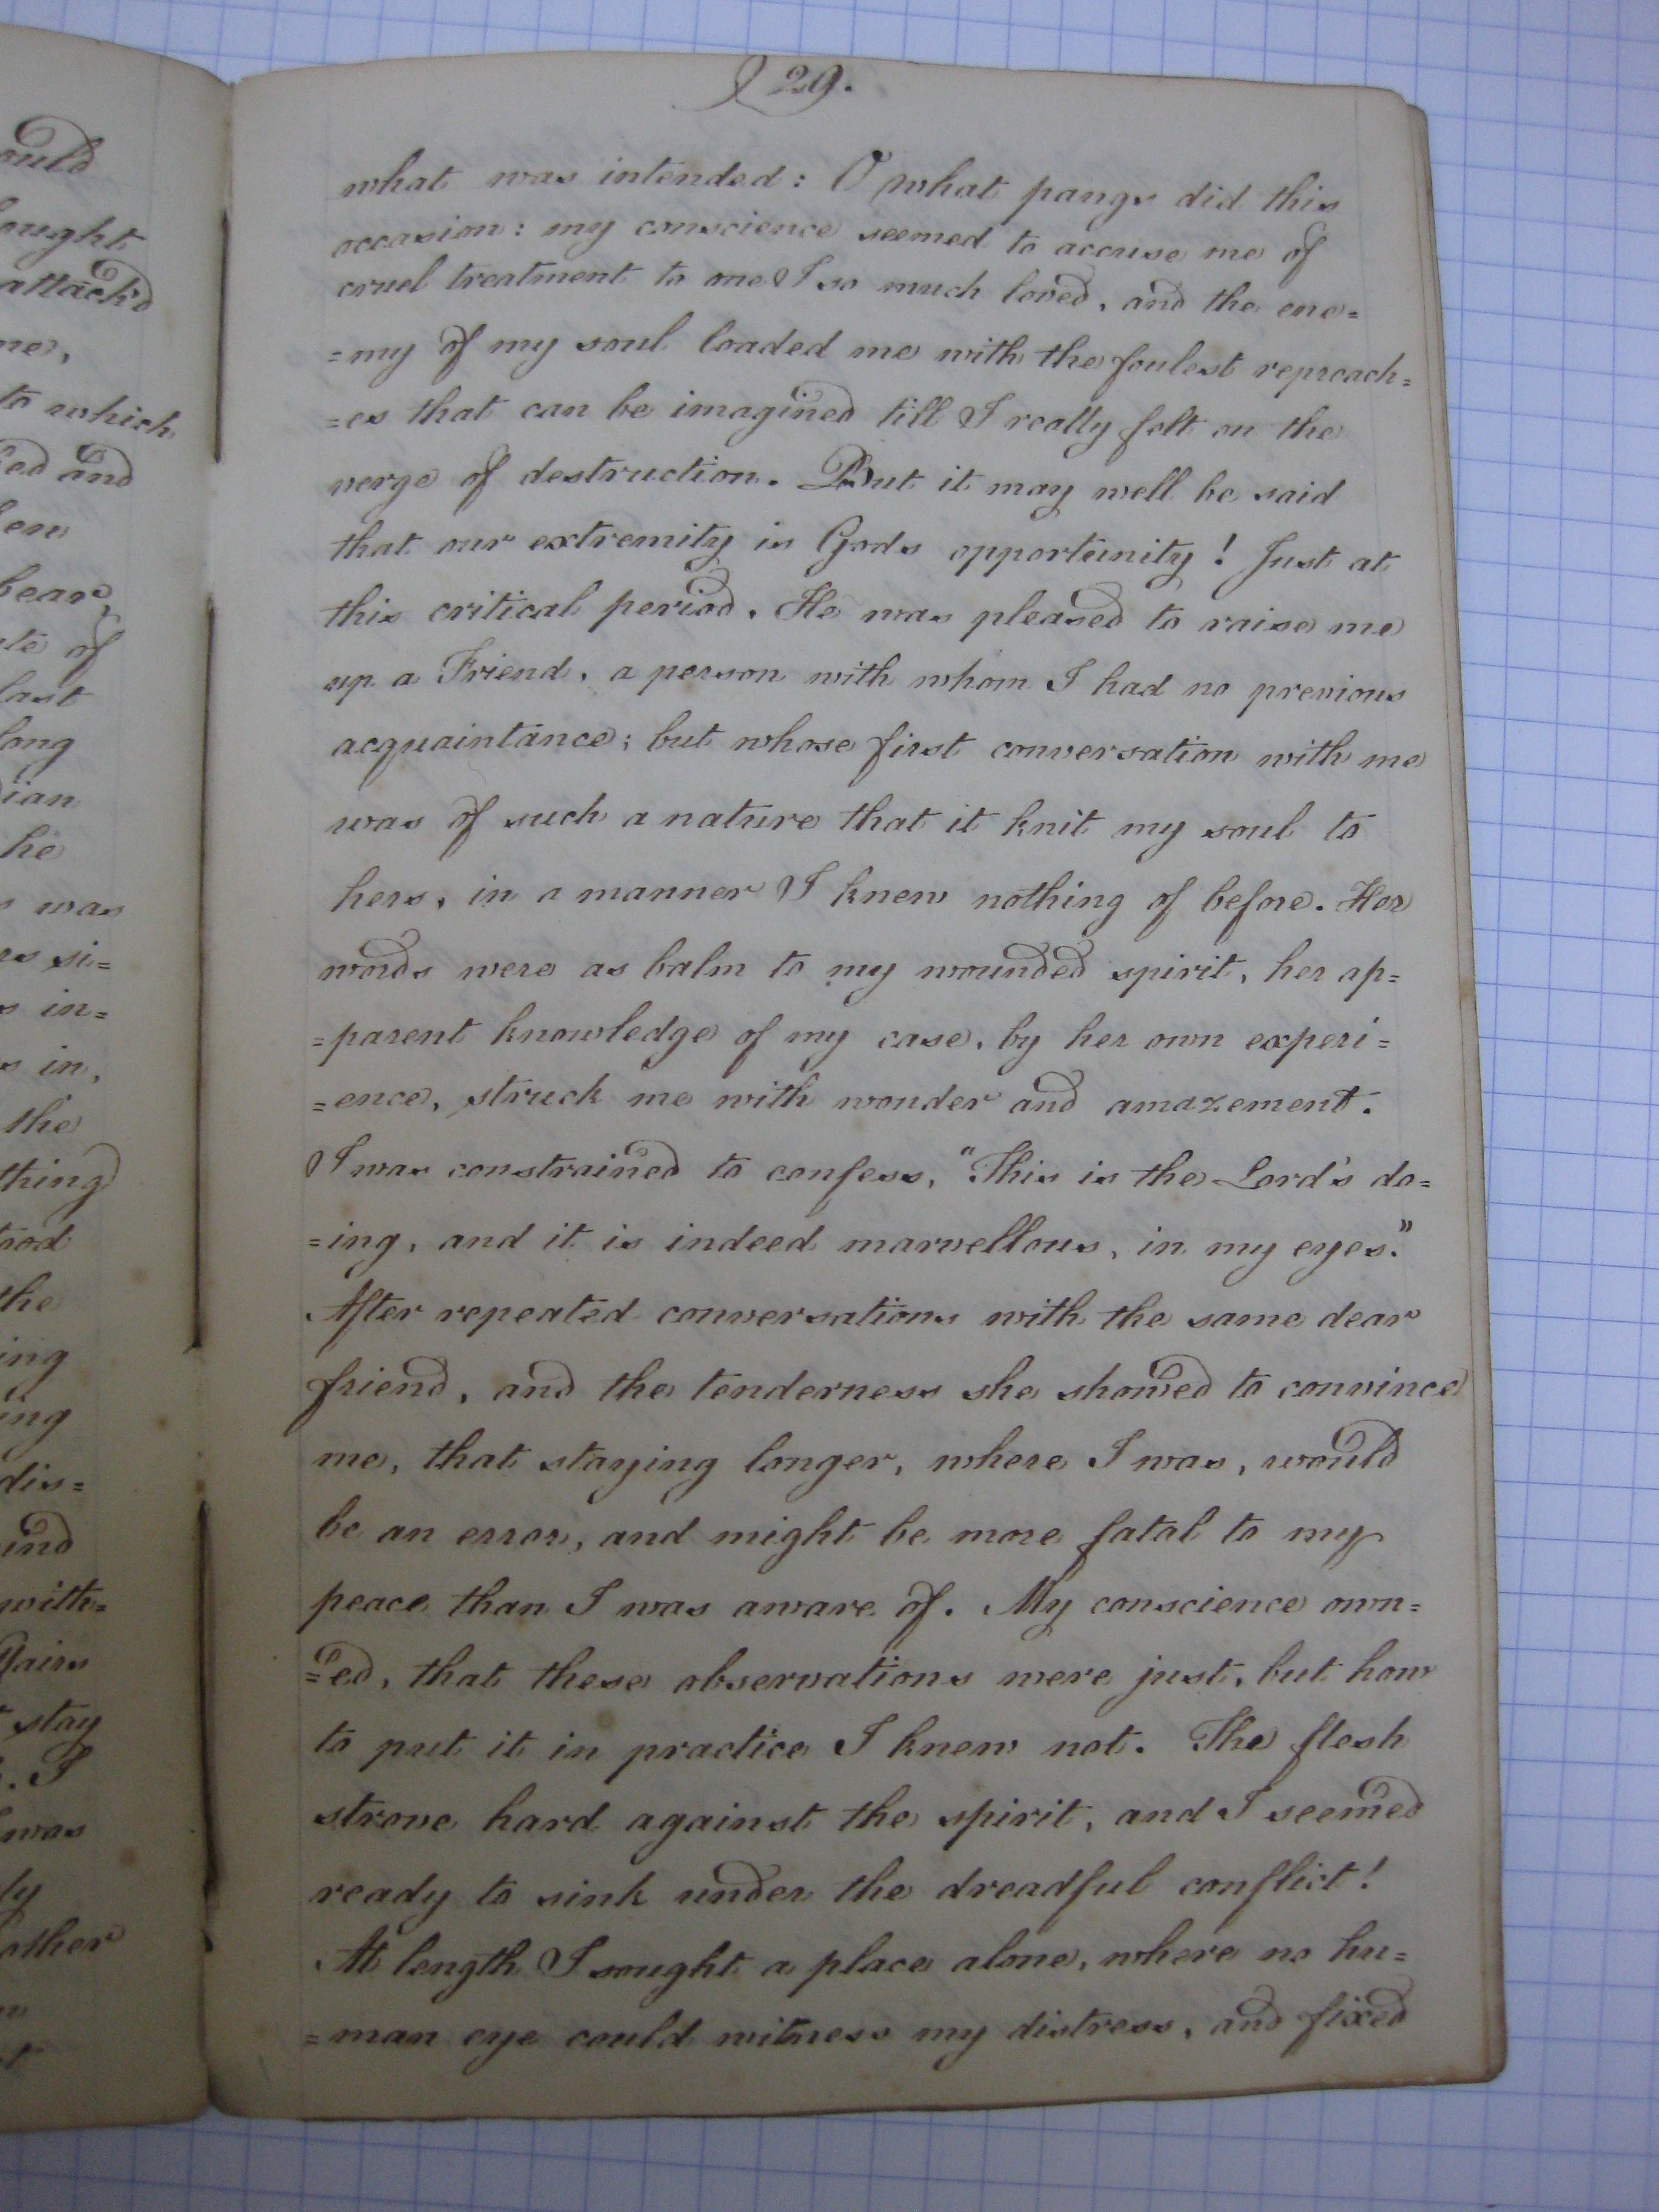 ould
ought
attack'd
me,
to which
ed and
en
bear,
te of
last
long
ian
he
was
rs si=
s in=
s in,
the
thing
ood
the
ing
ing
dis=
ind
with=
fairs
stay
. I
was
ly
other
29.
what was intended: O what pangs did this
occasion: my conscience seemed to accuse me of
cruel treatment to one I so much loved, and the ene=
=my of my soul loaded me with the foulest reproach=
=es that can be imagined till I really felt on the
verge of destruction. But it may well be said
that our extremity is Gods opportunity! Just at
this critical period. He was pleased to raise me
up a Friend, a person with whom I had no previous
acquaintance; but whose first conversation with me
was of such a nature that it knit my soul to
hers, in a manner I knew nothing of before. Her
words were as balm to my wounded spirit, her ap=
=parent knowledge of my case, by her own experi=
=ence, struck me with wonder and amazement.
I was constrained to confess, "This is the Lord's do=
=ing, and it is indeed marvellous, in my eyes."
After repeated conversations with the same dear
friend, and the tenderness she showed to convince
me, that staying longer, where I was, would
be an error, and might be more fatal to my
peace than I was aware of. My conscience own=
=ed, that these observations were just, but how
to put it in practice I knew not. The flesh
strove hard against the spirit, and I seemed
ready to sink under the dreadful conflict!
At length I sought a place alone, where no hu=
=man eye could witness my distress, and fixed